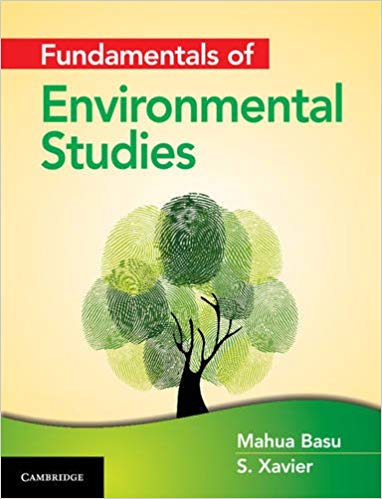 Fundamentals of
Environmental
Studies
Mahua Basu
S. Xavier
CAMBRIDGE